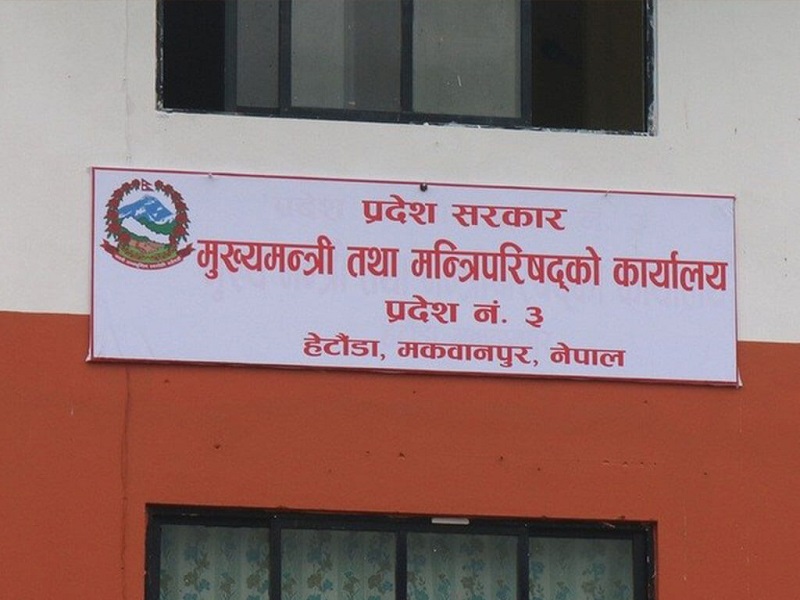 प्रदेश सरकार
मुख्यमन्त्री तथा मन्त्रिपरिषद्को कार्यालय
प्रदेश नं. ३
हेटौंडा, मकवानपुर, नेपाल